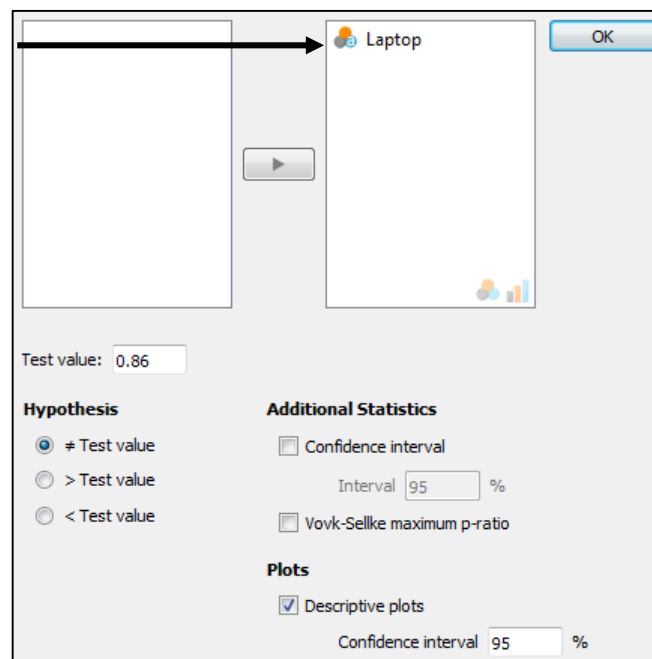 Laptop
OK
Test value: 0.86
Hypothesis
≠ Test value
> Test value
< Test value
Additional Statistics
Confidence interval
Interval 95 %
Vovk-Sellke maximum p-ratio
Plots
Descriptive plots
Confidence interval 95 %